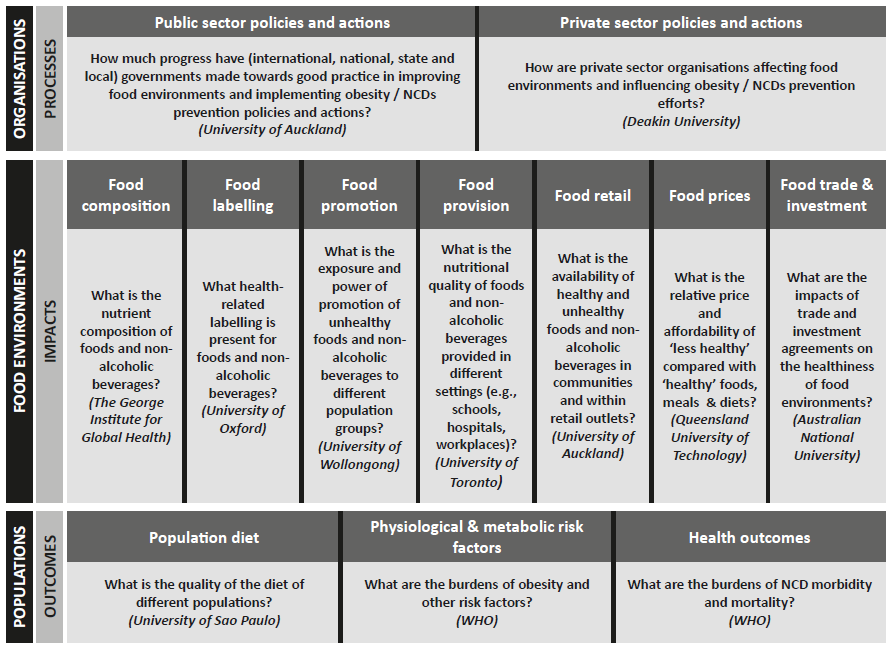 ORGANISATIONS
PROCESSES
Public sector policies and actions
How much progress have (international, national, state and
local) governments made towards good practice in improving
food environments and implementing obesity / NCDs
prevention policies and actions?
(University of Auckland)
Private sector policies and actions
How are private sector organisations affecting food
environments and influencing obesity / NCDs prevention
efforts?
(Deakin University)
FOOD ENVIRONMENTS
IMPACTS
Food
composition
What is the
nutrient
composition of
foods and non-
alcoholic
beverages?
(The George
Institute for
Global Health)
Food
labelling
What health-
related
labelling is
present for
foods and non-
alcoholic
beverages?
(University of
Oxford)
Food
promotion
What is the
exposure and
power of
promotion of
unhealthy
foods and non-
alcoholic
beverages to
different
population
groups?
(University of
Wollongong)
Food
provision
What is the
nutritional
quality of foods
and non-
alcoholic
beverages
provided in
different
settings (e.g.,
schools,
hospitals,
workplaces)?
(University of
Toronto)
Food retail
What is the
availability of
healthy and
unhealthy
foods and non-
alcoholic
beverages in
communities
and within
retail outlets?
(University of
Auckland)
Food prices
What is the
relative price
and
affordability of
‘less healthy’
compared with
‘healthy’ foods,
meals & diets?
(Queensland
University of
Technology)
Food trade &
investment
What are the
impacts of
trade and
investment
agreements on
the healthiness
of food
environments?
(Australian
National
University)
POPULATIONS
OUTCOMES
Population diet
What is the quality of the diet of
different populations?
(University of Sao Paulo)
Physiological & metabolic risk
factors
What are the burdens of obesity and
other risk factors?
(WHO)
Health outcomes
What are the burdens of NCD morbidity
and mortality?
(WHO)